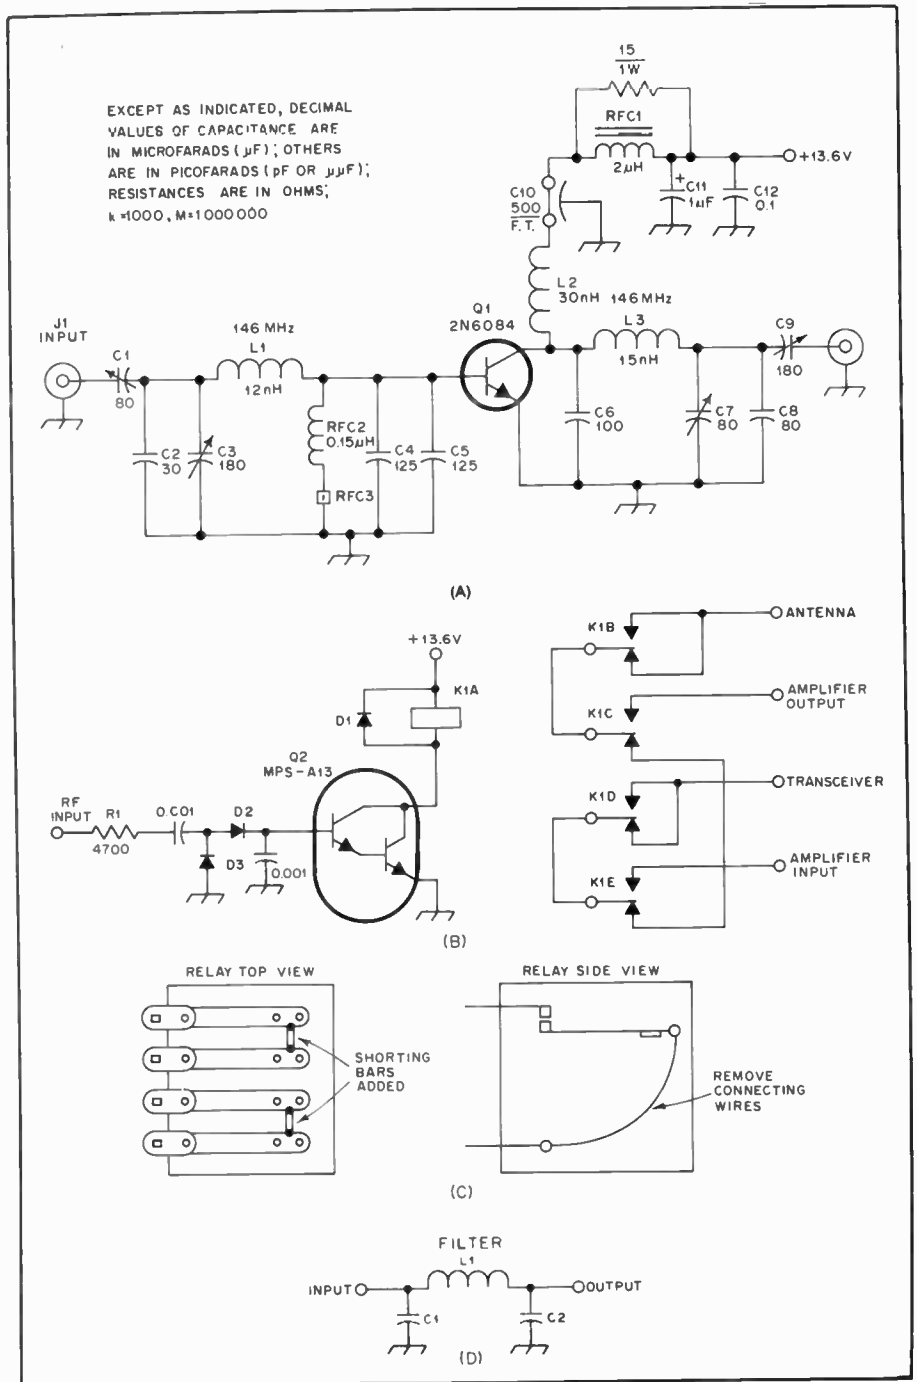 EXCEPT AS INDICATED, DECIMAL
VALUES OF CAPACITANCE ARE
IN MICROFARADS (µF); OTHERS
ARE IN PICOFARADS (pF OR µµF);
RESISTANCES ARE IN OHMS;
k=1000, M=1000000
15
1W
RFC1
2µH
+13.6V
+
C11
1µF
C12
0.1
C10
500
F.T.
L2
30nH
146MHz
L3
15nH
Q1
2N6084
C9
180
J1
INPUT
C1
80
146 MHz
L1
12nH
RFC2
0.15µH
RFC3
C2
30
C3
180
C4
125
C5
125
C6
100
C7
80
C8
80
(A)
+13.6V
K1A
D1
Q2
MPS-A13
RF
INPUT
R1
4700
0.001
D2
D3
0.001
K1B
ANTENNA
K1C
AMPLIFIER
OUTPUT
K1D
TRANSCEIVER
K1E
AMPLIFIER
INPUT
(B)
RELAY TOP VIEW
SHORTING
BARS
ADDED
RELAY SIDE VIEW
REMOVE
CONNECTING
WIRES
(C)
FILTER
L1
INPUT
OUTPUT
C1
C2
(D)